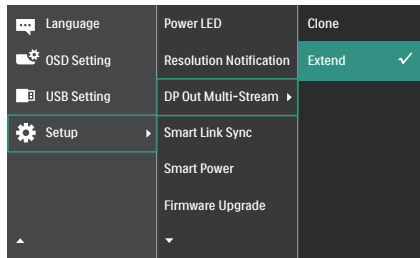 Language
OSD Setting
USB Setting
Setup
Power LED
Resolution Notification
DP Out Multi-Stream
Smart Link Sync
Smart Power
Firmware Upgrade
Clone
Extend